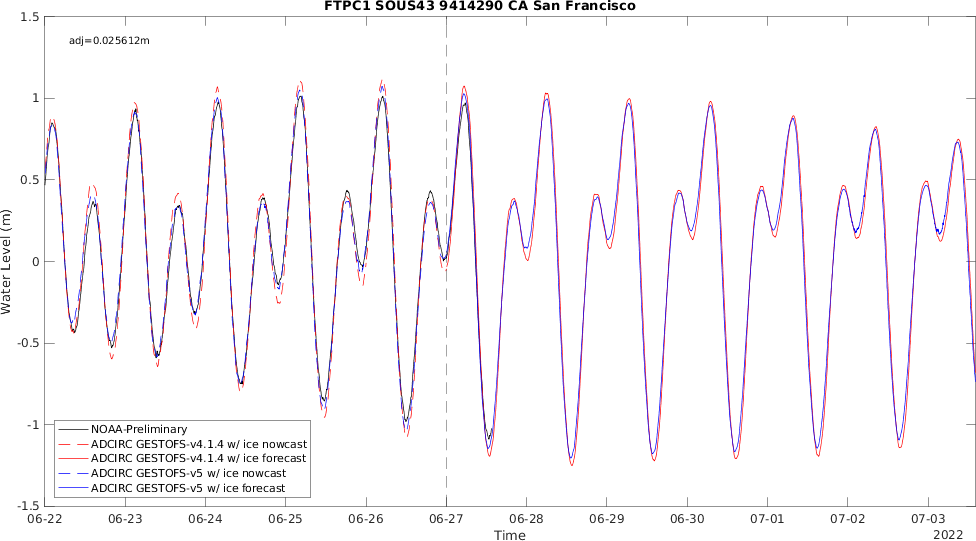 FTPC1 SOUS43 9414290 CA San Francisco
adj=0.025612m
1.5
1
0.5
0
-0.5
-1
-1.5
Water Level (m)
NOAA-Preliminary
ADCIRC GESTOFS-v4.1.4 w/ ice nowcast
ADCIRC GESTOFS-v4.1.4 w/ ice forecast
ADCIRC GESTOFS-v5 w/ ice nowcast
ADCIRC GESTOFS-v5 w/ ice forecast
06-22 06-23 06-24 06-25 06-26 06-27 06-28 06-29 06-30 07-01 07-02 07-03
Time
2022